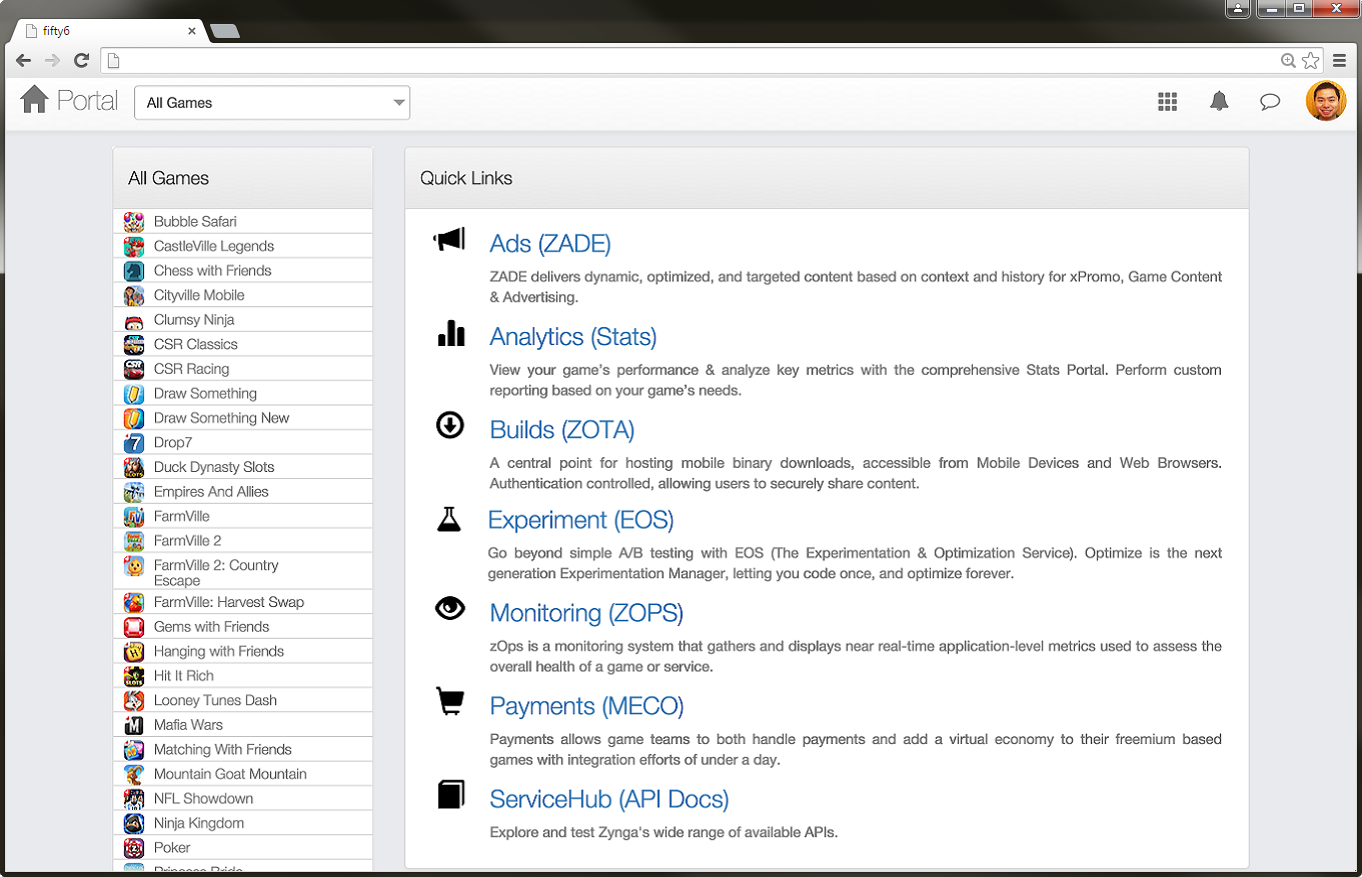 fifty6
Portal
All Games
All Games
Bubble Safari
CastleVille Legends
Chess with Friends
Cityville Mobile
Clumsy Ninja
CSR Classics
CSR Racing
Draw Something
Draw Something New
Drop7
Duck Dynasty Slots
Empires And Allies
FarmVille
FarmVille 2
FarmVille 2: Country
Escape
FarmVille: Harvest Swap
Gems with Friends
Hanging with Friends
Hit It Rich
Looney Tunes Dash
Mafia Wars
Matching With Friends
Mountain Goat Mountain
NFL Showdown
Ninja Kingdom
Poker
Quick Links
Ads (ZADE)
ZADE delivers dynamic, optimized, and targeted content based on context and history for xPromo, Game Content
& Advertising.
Analytics (Stats)
View your game's performance & analyze key metrics with the comprehensive Stats Portal. Perform custom
reporting based on your game's needs.
Builds (ZOTA)
A central point for hosting mobile binary downloads, accessible from Mobile Devices and Web Browsers.
Authentication controlled, allowing users to securely share content.
Experiment (EOS)
Go beyond simple A/B testing with EOS (The Experimentation & Optimization Service). Optimize is the next
generation Experimentation Manager, letting you code once, and optimize forever.
Monitoring (ZOPS)
zOps is a monitoring system that gathers and displays near real-time application-level metrics used to assess the
overall health of a game or service.
Payments (MECO)
Payments allows game teams to both handle payments and add a virtual economy to their freemium based
games with integration efforts of under a day.
ServiceHub (API Docs)
Explore and test Zynga's wide range of available APIs.